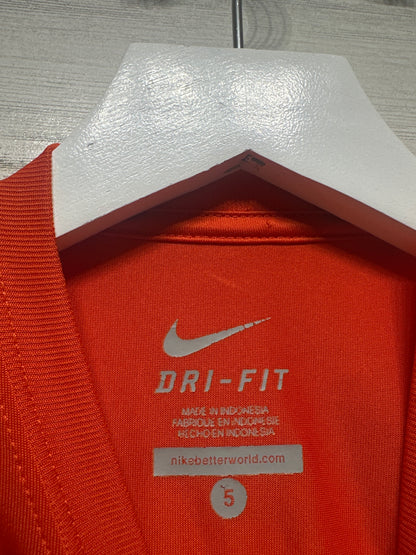 DRI-FIT
MADE IN INDONESIA
FABRIQUÉ EN INDONÉSIE
HECHO EN INDONESIA
nikebetterworld.com
5